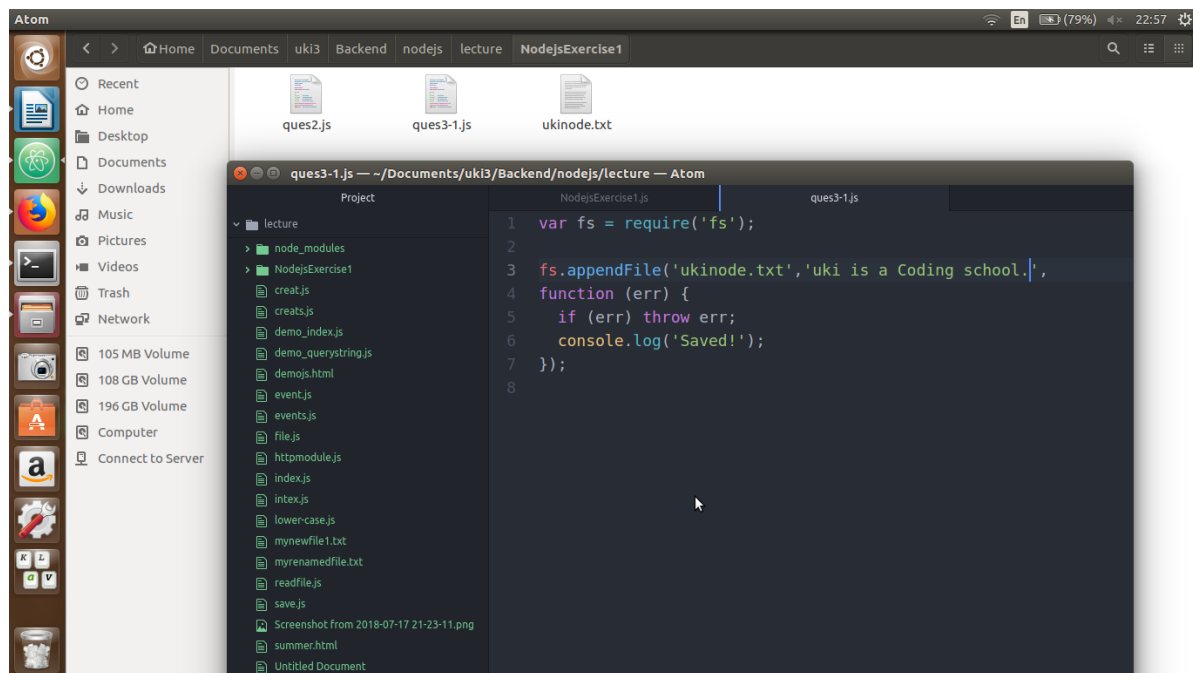 Atom
En (79%) 22:57
Home Documents uki3 Backend nodejs lecture NodejsExercise1
Recent
Home
Desktop
Documents
Downloads
Music
Pictures
Videos
Trash
Network
105 MB Volume
108 GB Volume
196 GB Volume
Computer
Connect to Server
ques2.js ques3-1.js ukinode.txt
ques3-1.js — ~/Documents/uki3/Backend/nodejs/lecture — Atom
Project
lecture
node_modules
NodejsExercise1
creat.js
creats.js
demo_index.js
demo_querystring.js
demojs.html
event.js
events.js
file.js
httpmodule.js
index.js
intex.js
lower-case.js
mynewfile1.txt
myrenamedfile.txt
readfile.js
save.js
Screenshot from 2018-07-17 21-23-11.png
summer.html
Untitled Document
NodejsExercise1.js ques3-1.js
1 var fs = require('fs');
2
3 fs.appendFile('ukinode.txt','uki is a Coding school.',
4 function (err) {
5 if (err) throw err;
6 console.log('Saved!');
7 });
8
A
a
K L
a v